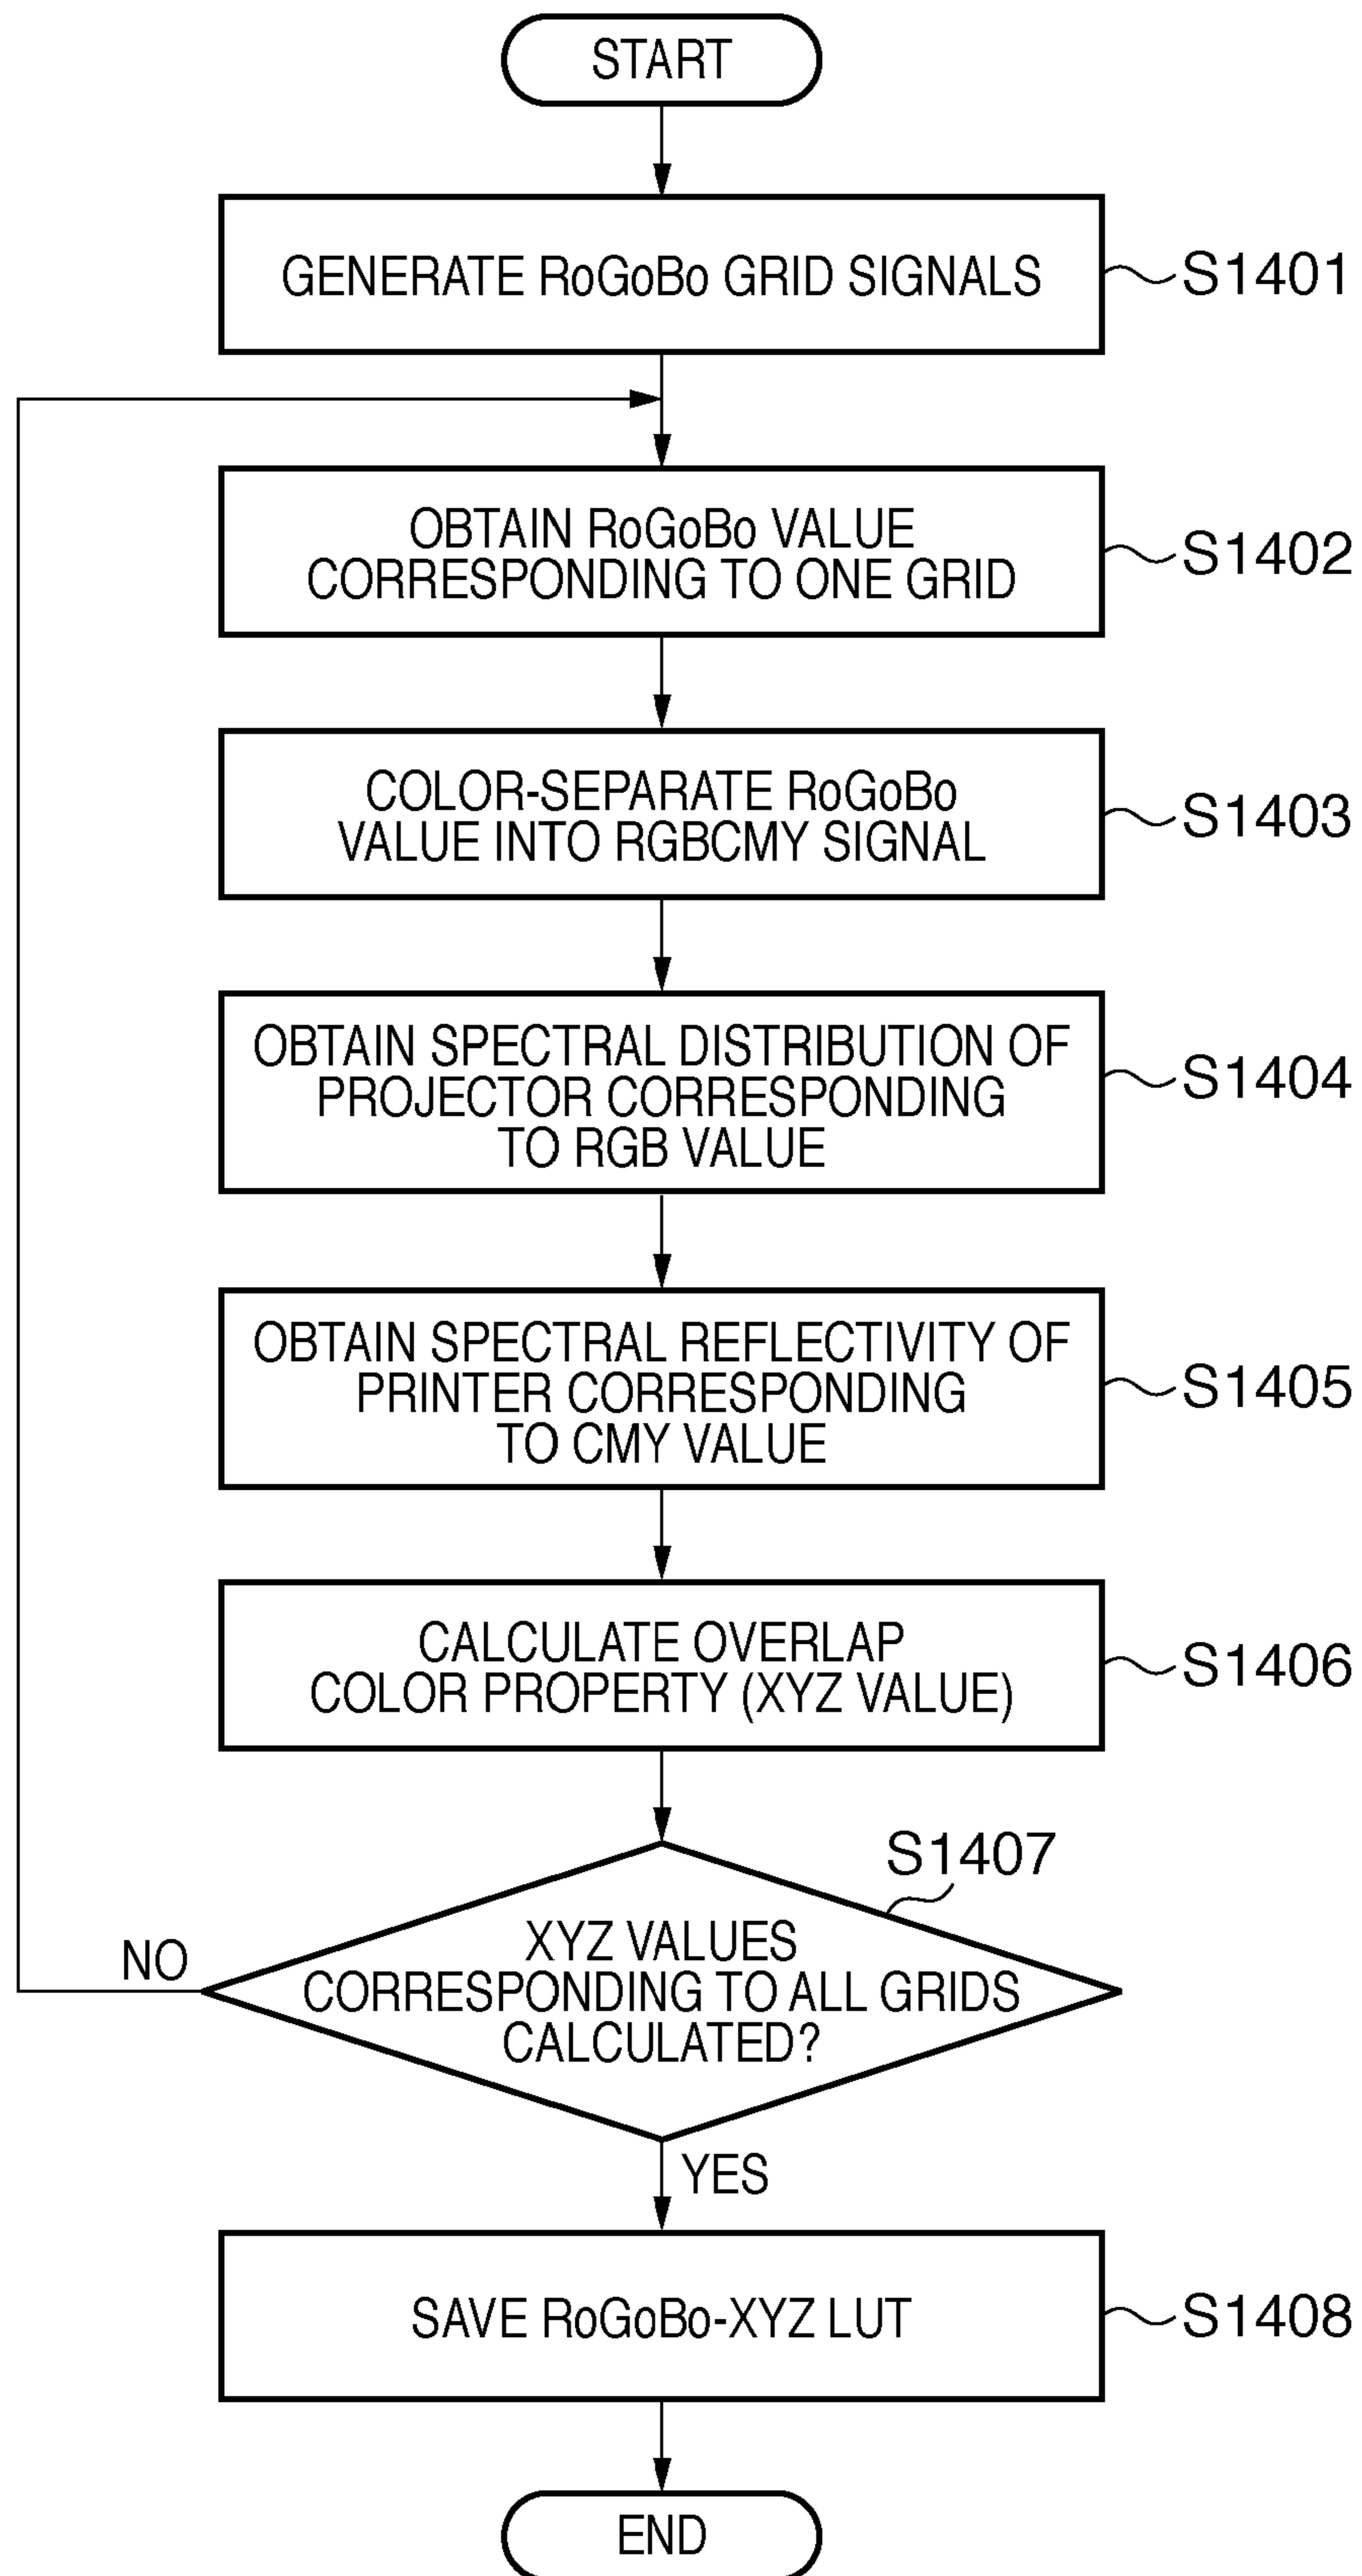 START
GENERATE RoGoBo GRID SIGNALS
S1401
OBTAIN RoGoBo VALUE
CORRESPONDING TO ONE GRID
S1402
COLOR-SEPARATE RoGoBo
VALUE INTO RGBCMY SIGNAL
S1403
OBTAIN SPECTRAL DISTRIBUTION OF
PROJECTOR CORRESPONDING
TO RGB VALUE
S1404
OBTAIN SPECTRAL REFLECTIVITY OF
PRINTER CORRESPONDING
TO CMY VALUE
S1405
CALCULATE OVERLAP
COLOR PROPERTY (XYZ VALUE)
S1406
S1407
XYZ VALUES
CORRESPONDING TO ALL GRIDS
CALCULATED?
NO
YES
SAVE RoGoBo-XYZ LUT
S1408
END